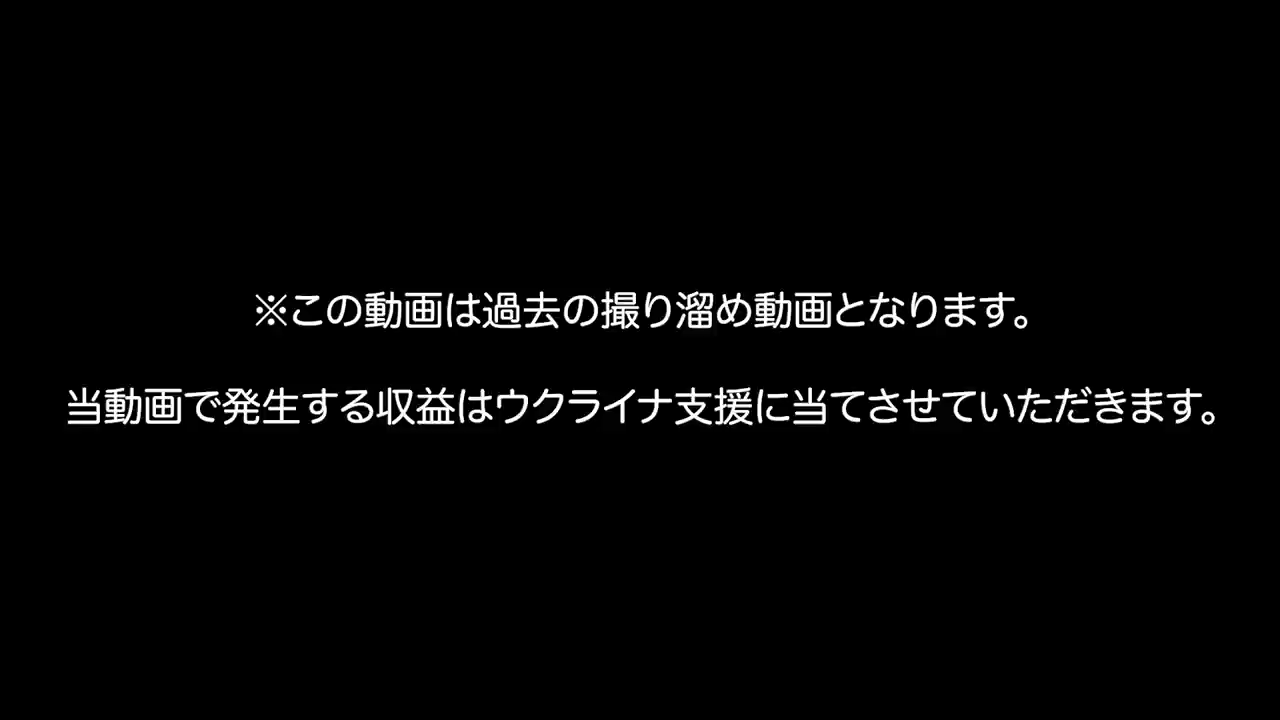 ※この動画は過去の撮り溜め動画となります。
当動画で発生する収益はウクライナ支援に当てさせていただきます。